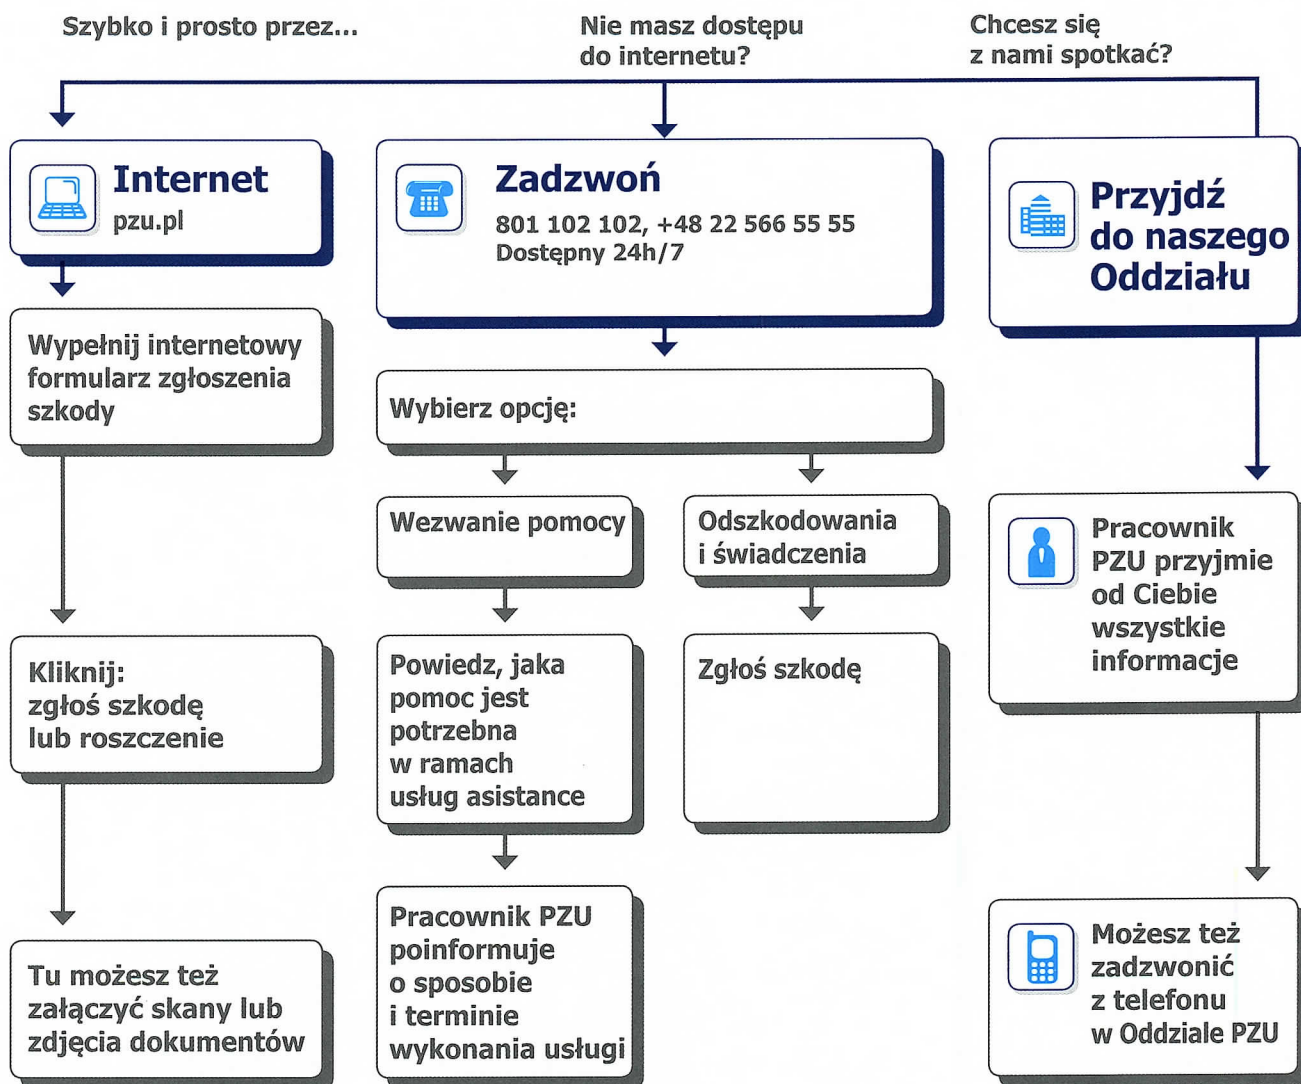 Szybko i prosto przez...
Nie masz dostępu
do internetu?
Chcesz się
z nami spotkać?
Internet
pzu.pl
Wypełnij internetowy
formularz zgłoszenia
szkody
Kliknij:
zgłoś szkodę
lub roszczenie
Tu możesz też
załączyć skany lub
zdjęcia dokumentów
Zadzwoń
801 102 102, +48 22 566 55 55
Dostępny 24h/7
Wybierz opcję:
Wezwanie pomocy
Powiedz, jaka
pomoc jest
potrzebna
w ramach
usług asistance
Pracownik PZU
poinformuje
o sposobie
i terminie
wykonania usługi
Odszkodowania
i świadczenia
Zgłoś szkodę
Przyjdź
do naszego
Oddziału
Pracownik
PZU przyjmie
od Ciebie
wszystkie
informacje
Możesz też
zadzwonić
z telefonu
w Oddziale PZU